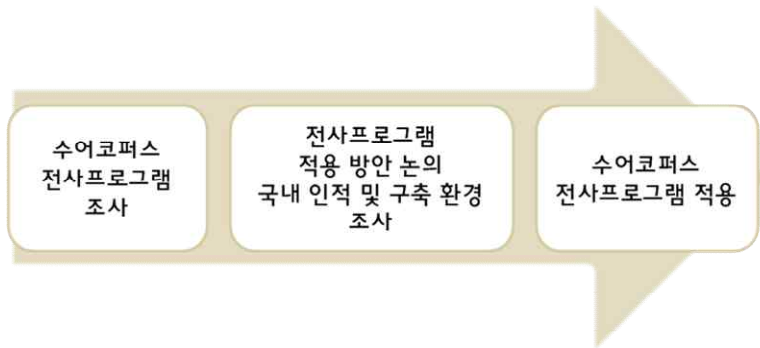 수어코퍼스
전사프로그램
조사
전사프로그램
적용 방안 논의
국내 인적 및 구축 환경
조사
수어코퍼스
전사프로그램 적용